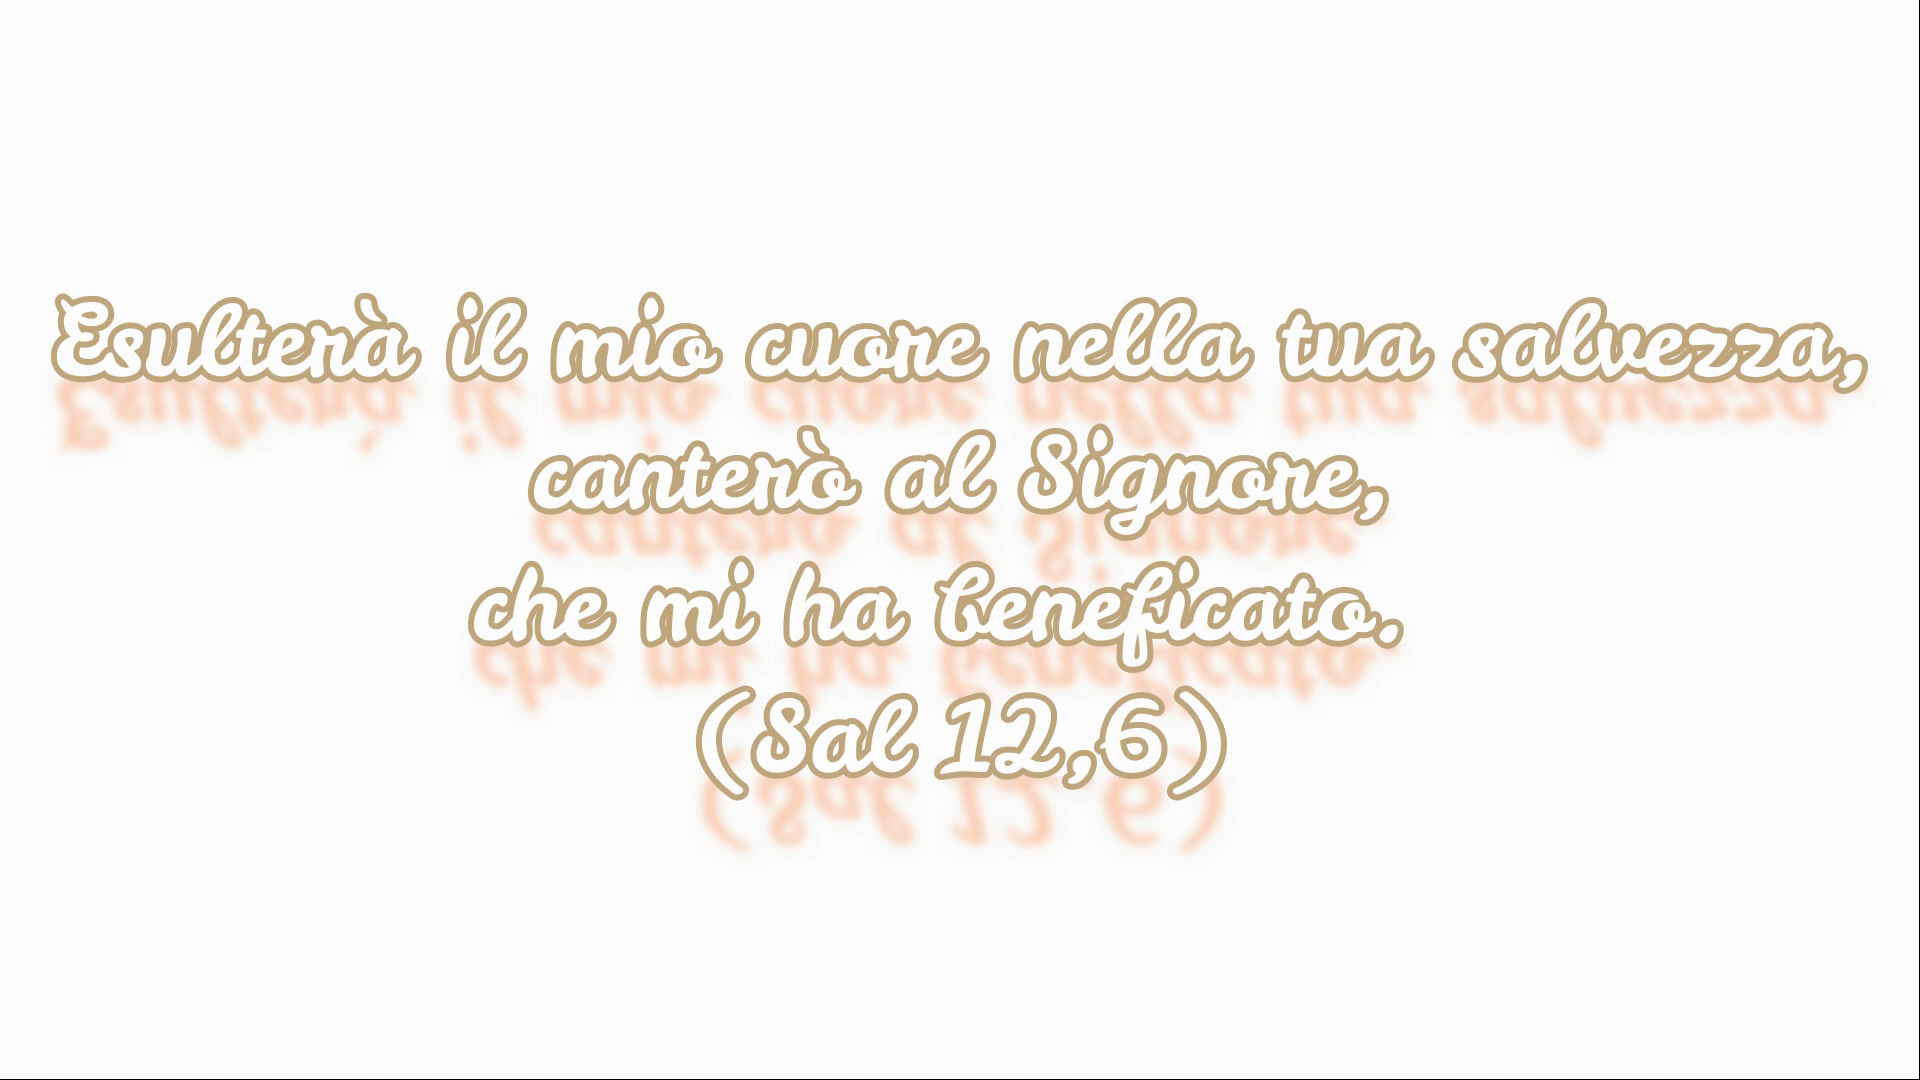 Esulterà il mio cuore nella tua salvezza,
canterò al Signore,
che mi ha beneficato.
(Sal 12,6)